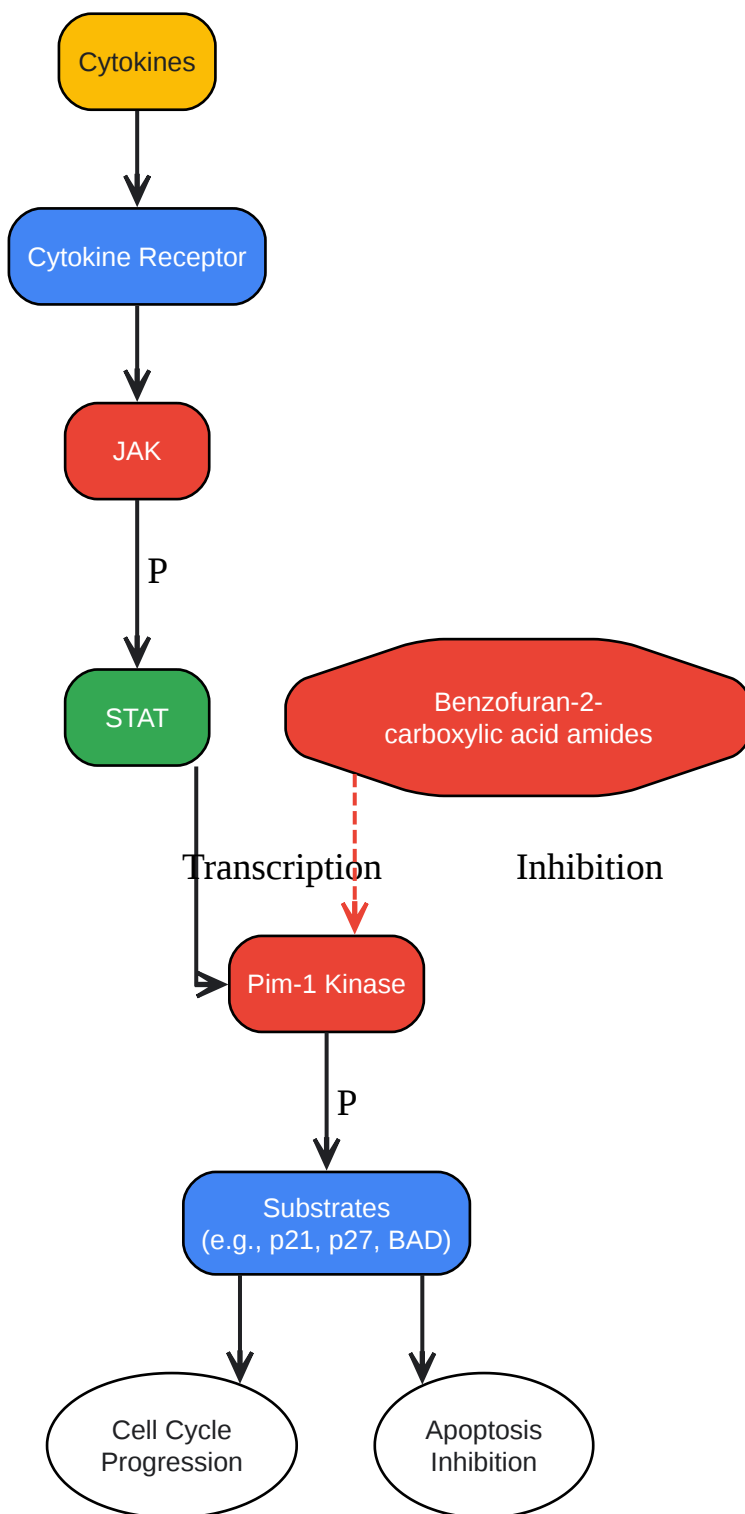 Cytokines
Cytokine Receptor
JAK
P
STAT
Benzofuran-2-
carboxylic acid amides
Transcription
Inhibition
Pim-1 Kinase
P
Substrates
(e.g., p21, p27, BAD)
Cell Cycle
Progression
Apoptosis
Inhibition